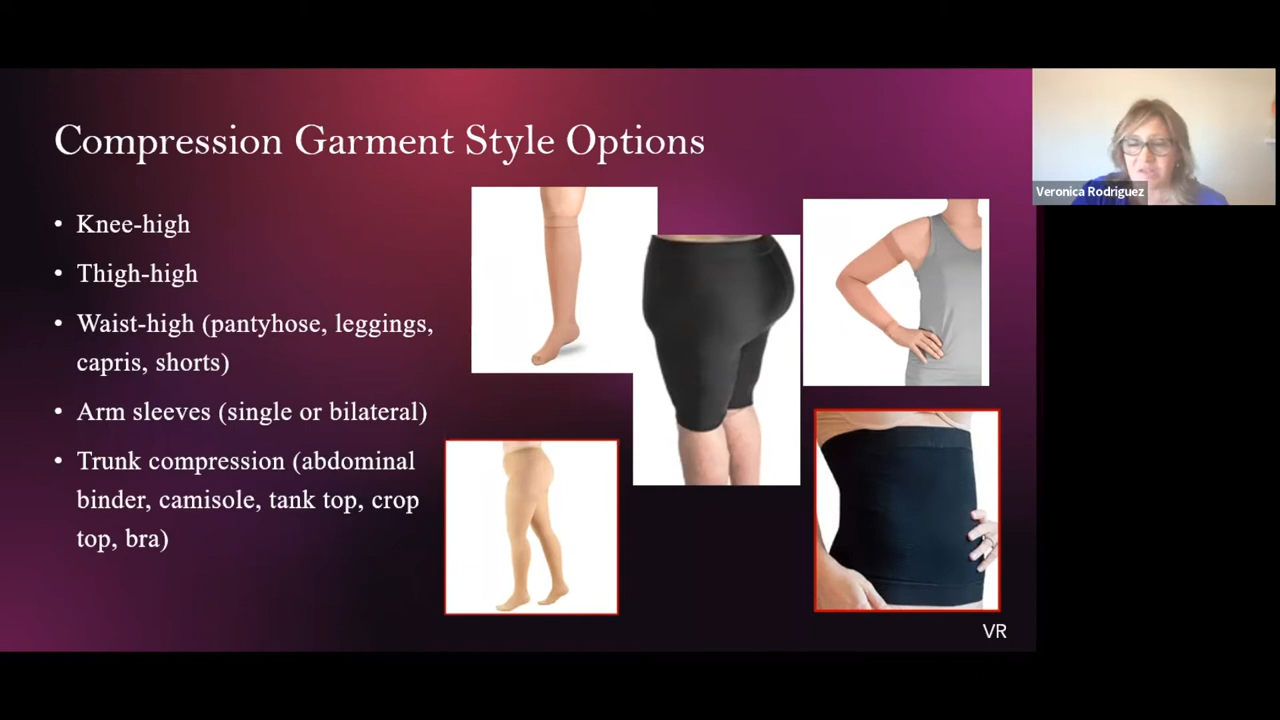 Compression Garment Style Options
• Knee-high
• Thigh-high
• Waist-high (pantyhose, leggings,
capris, shorts)
• Arm sleeves (single or bilateral)
• Trunk compression (abdominal
binder, camisole, tank top, crop
top, bra)
VR
Veronica Rodriguez